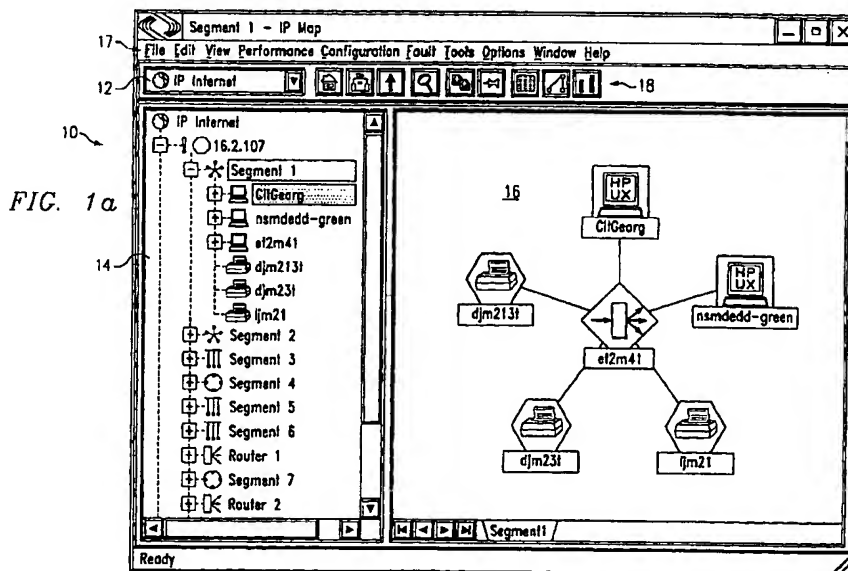 Segment 1 - IP Map
17
File Edit View Performance Configuration Fault Tools Options Window Help
12
IP Internet
18
10
IP Internet
16.2.107
Segment 1
CltGeorg
nsmdedd-green
et2m41
djm213t
djm23t
ljm21
Segment 2
Segment 3
Segment 4
Segment 5
Segment 6
Router 1
Segment 7
Router 2
FIG. 1a
14
16
HP
UX
CltGeorg
djm213t
HP
UX
nsmdedd-green
et2m41
djm23t
ljm21
Segment1
Ready